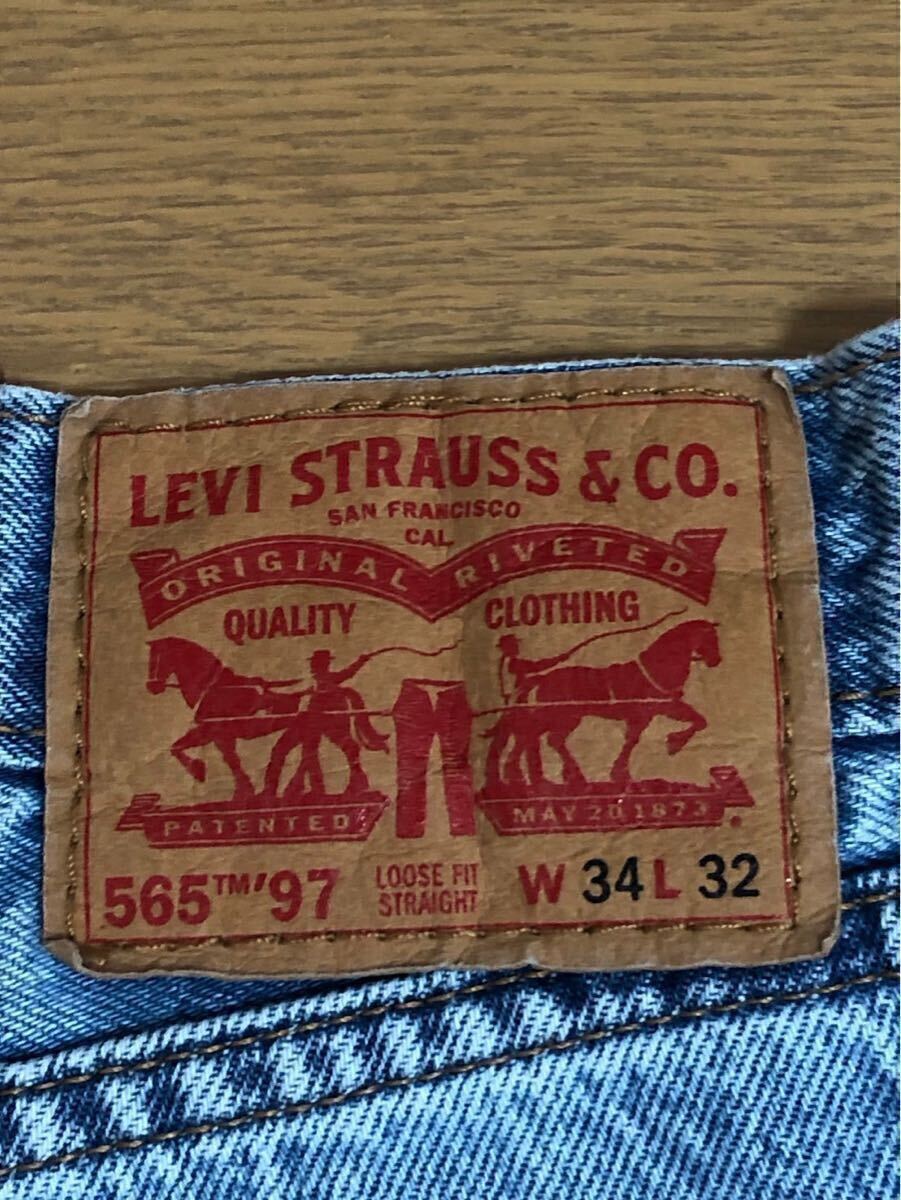 LEVI STRAUSS & CO.
SAN FRANCISCO
CAL
ORIGINAL RIVETED
QUALITY CLOTHING
PATENTED MAY 20 1873
565™'97 LOOSE FIT STRAIGHT W 34 L 32